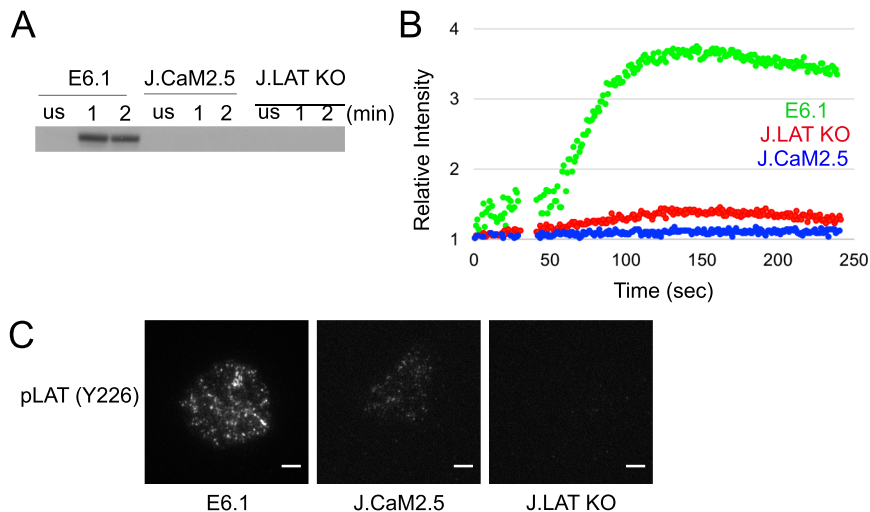 A
E6.1 J.CaM2.5 J.LAT KO
us 1 2 us 1 2 us 1 2 (min)
B
4
3
2
1
Relative Intensity
E6.1
J.LAT KO
J.CaM2.5
0 50 100 150 200 250
Time (sec)
C
pLAT (Y226)
E6.1 J.CaM2.5 J.LAT KO